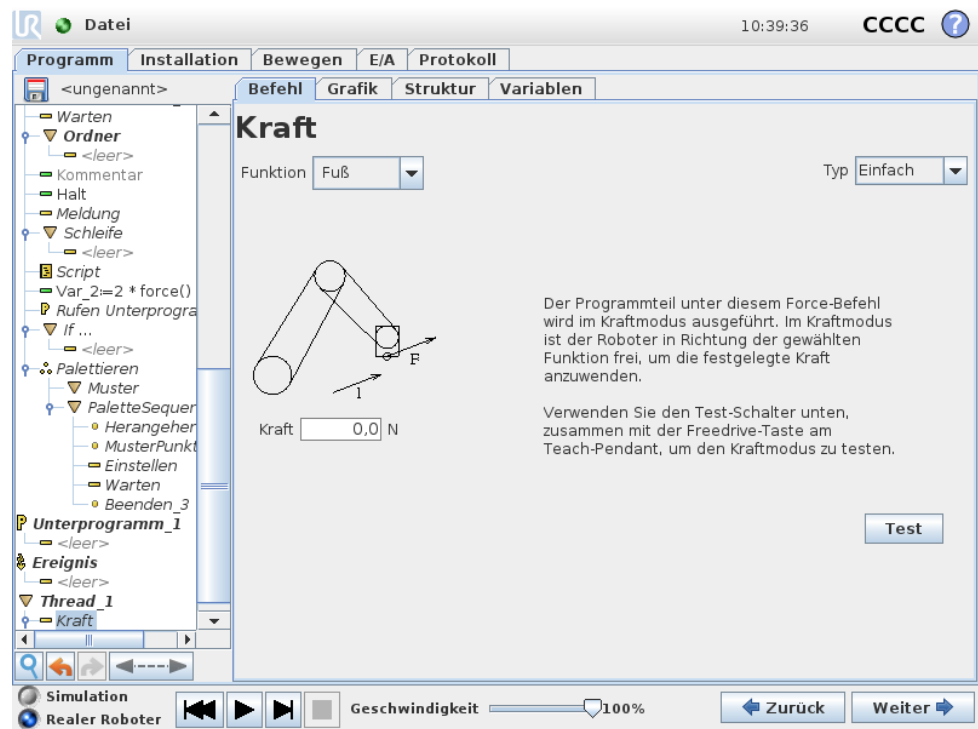 UR Datei 10:39:36 CCCC ?
Programm Installation Bewegen E/A Protokoll
<ungenannt>
Befehl Grafik Struktur Variablen
Warten
Ordner
<leer>
Kommentar
Halt
Meldung
Schleife
<leer>
Script
Var_2:=2 * force()
Rufen Unterprogra
If ...
<leer>
Palettieren
Muster
PaletteSequer
Herangeher
MusterPunkt
Einstellen
Warten
Beenden_3
P Unterprogramm_1
<leer>
Ereignis
<leer>
Thread_1
Kraft
Kraft
Funktion Fuß
Typ Einfach
F
1
Kraft 0,0 N
Der Programmteil unter diesem Force-Befehl
wird im Kraftmodus ausgeführt. Im Kraftmodus
ist der Roboter in Richtung der gewählten
Funktion frei, um die festgelegte Kraft
anzuwenden.
Verwenden Sie den Test-Schalter unten,
zusammen mit der Freedrive-Taste am
Teach-Pendant, um den Kraftmodus zu testen.
Test
Simulation
Realer Roboter
Geschwindigkeit 100%
Zurück Weiter